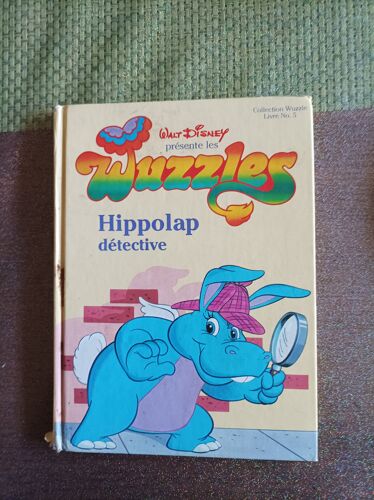 Collection Wuzzle
Livre No. 5
WALT DISNEY
présente les
Wuzzles
Hippolap
détective